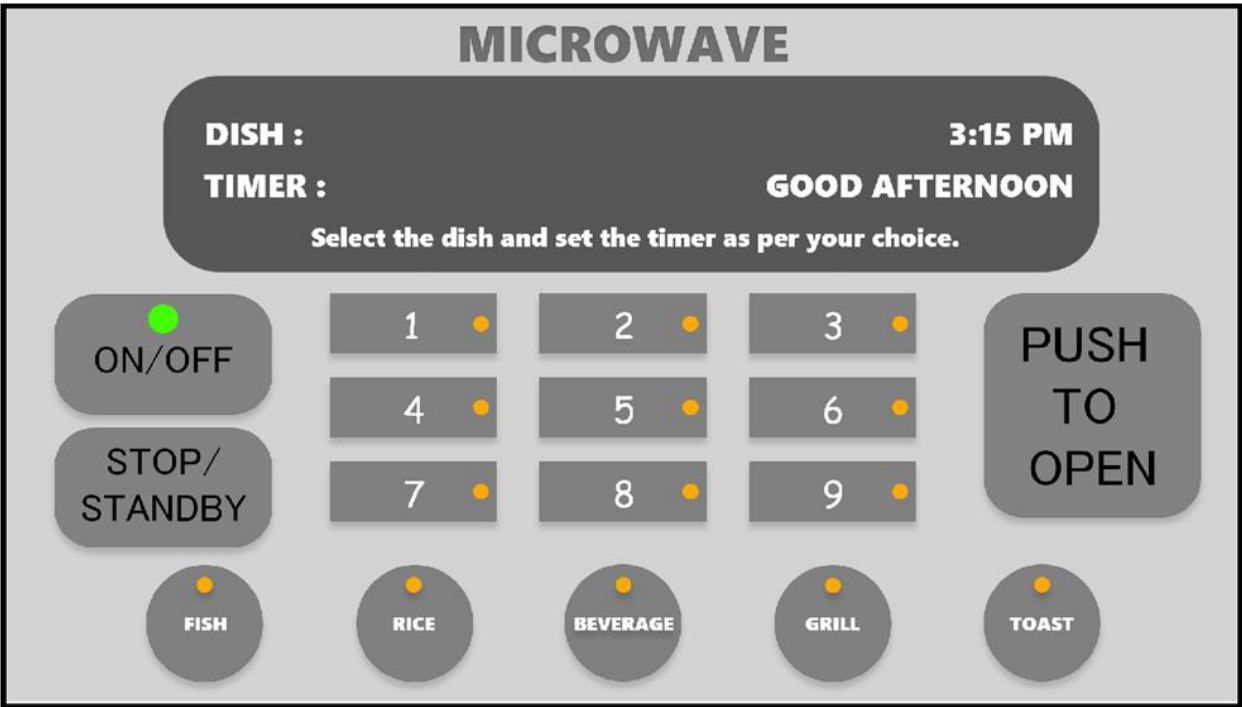 MICROWAVE
DISH :
3:15 PM
TIMER :
GOOD AFTERNOON
Select the dish and set the timer as per your choice.
ON/OFF
STOP/
STANDBY
1
2
3
4
5
6
7
8
9
PUSH
TO
OPEN
FISH
RICE
BEVERAGE
GRILL
TOAST